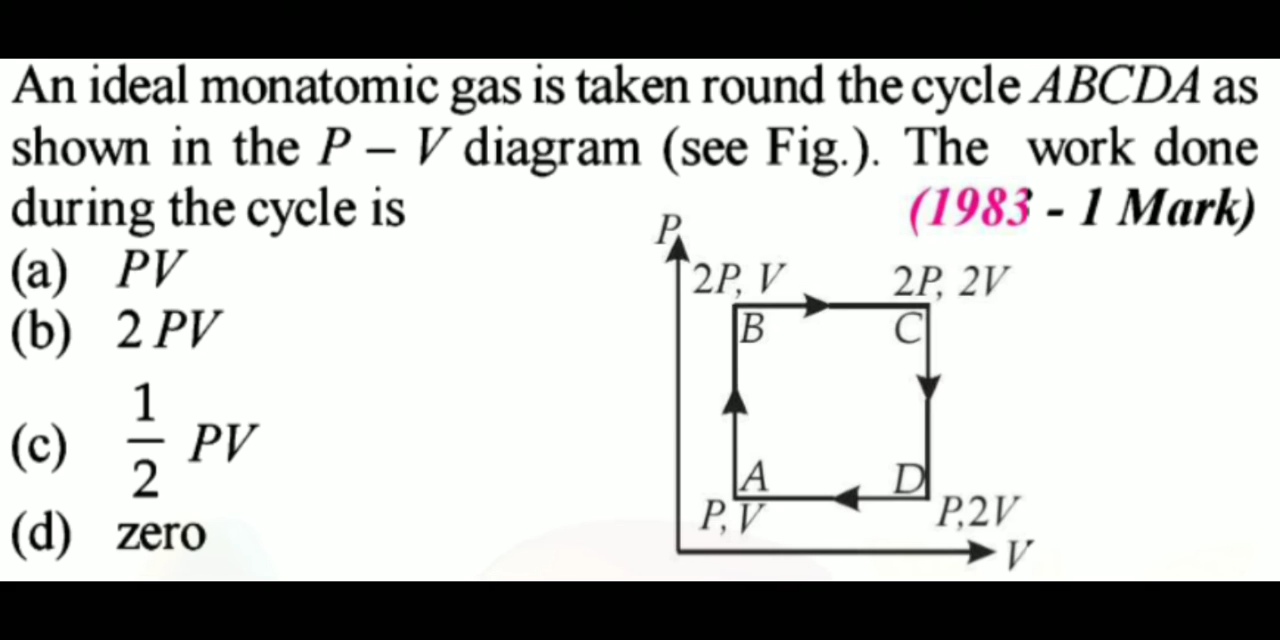 An ideal monatomic gas is taken round the cycle ABCDA as
shown in the P – V diagram (see Fig.). The work done
during the cycle is
(1983 - 1 Mark)
(a) PV
(b) 2 PV
(c) 1/2 PV
(d) zero
P
2P, V
2P, 2V
B
C
A
D
P, V
P,2V
V